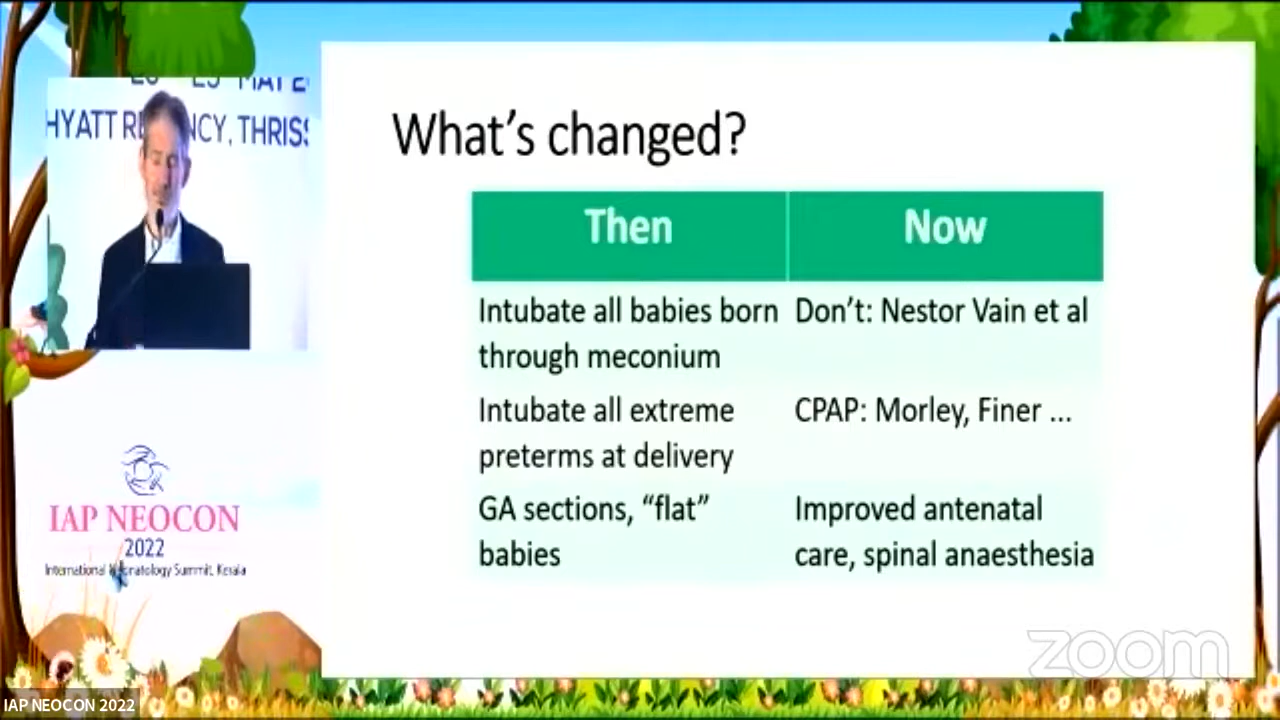 HYATT RE NCY, THRISS
What's changed?
Then
Now
Intubate all babies born
through meconium
Don't: Nestor Vain et al
Intubate all extreme
preterms at delivery
CPAP: Morley, Finer ...
GA sections, "flat"
babies
Improved antenatal
care, spinal anaesthesia
IAP NEOCON
2022
International Neonatology Summit, Kerala
zoom
IAP NEOCON 2022